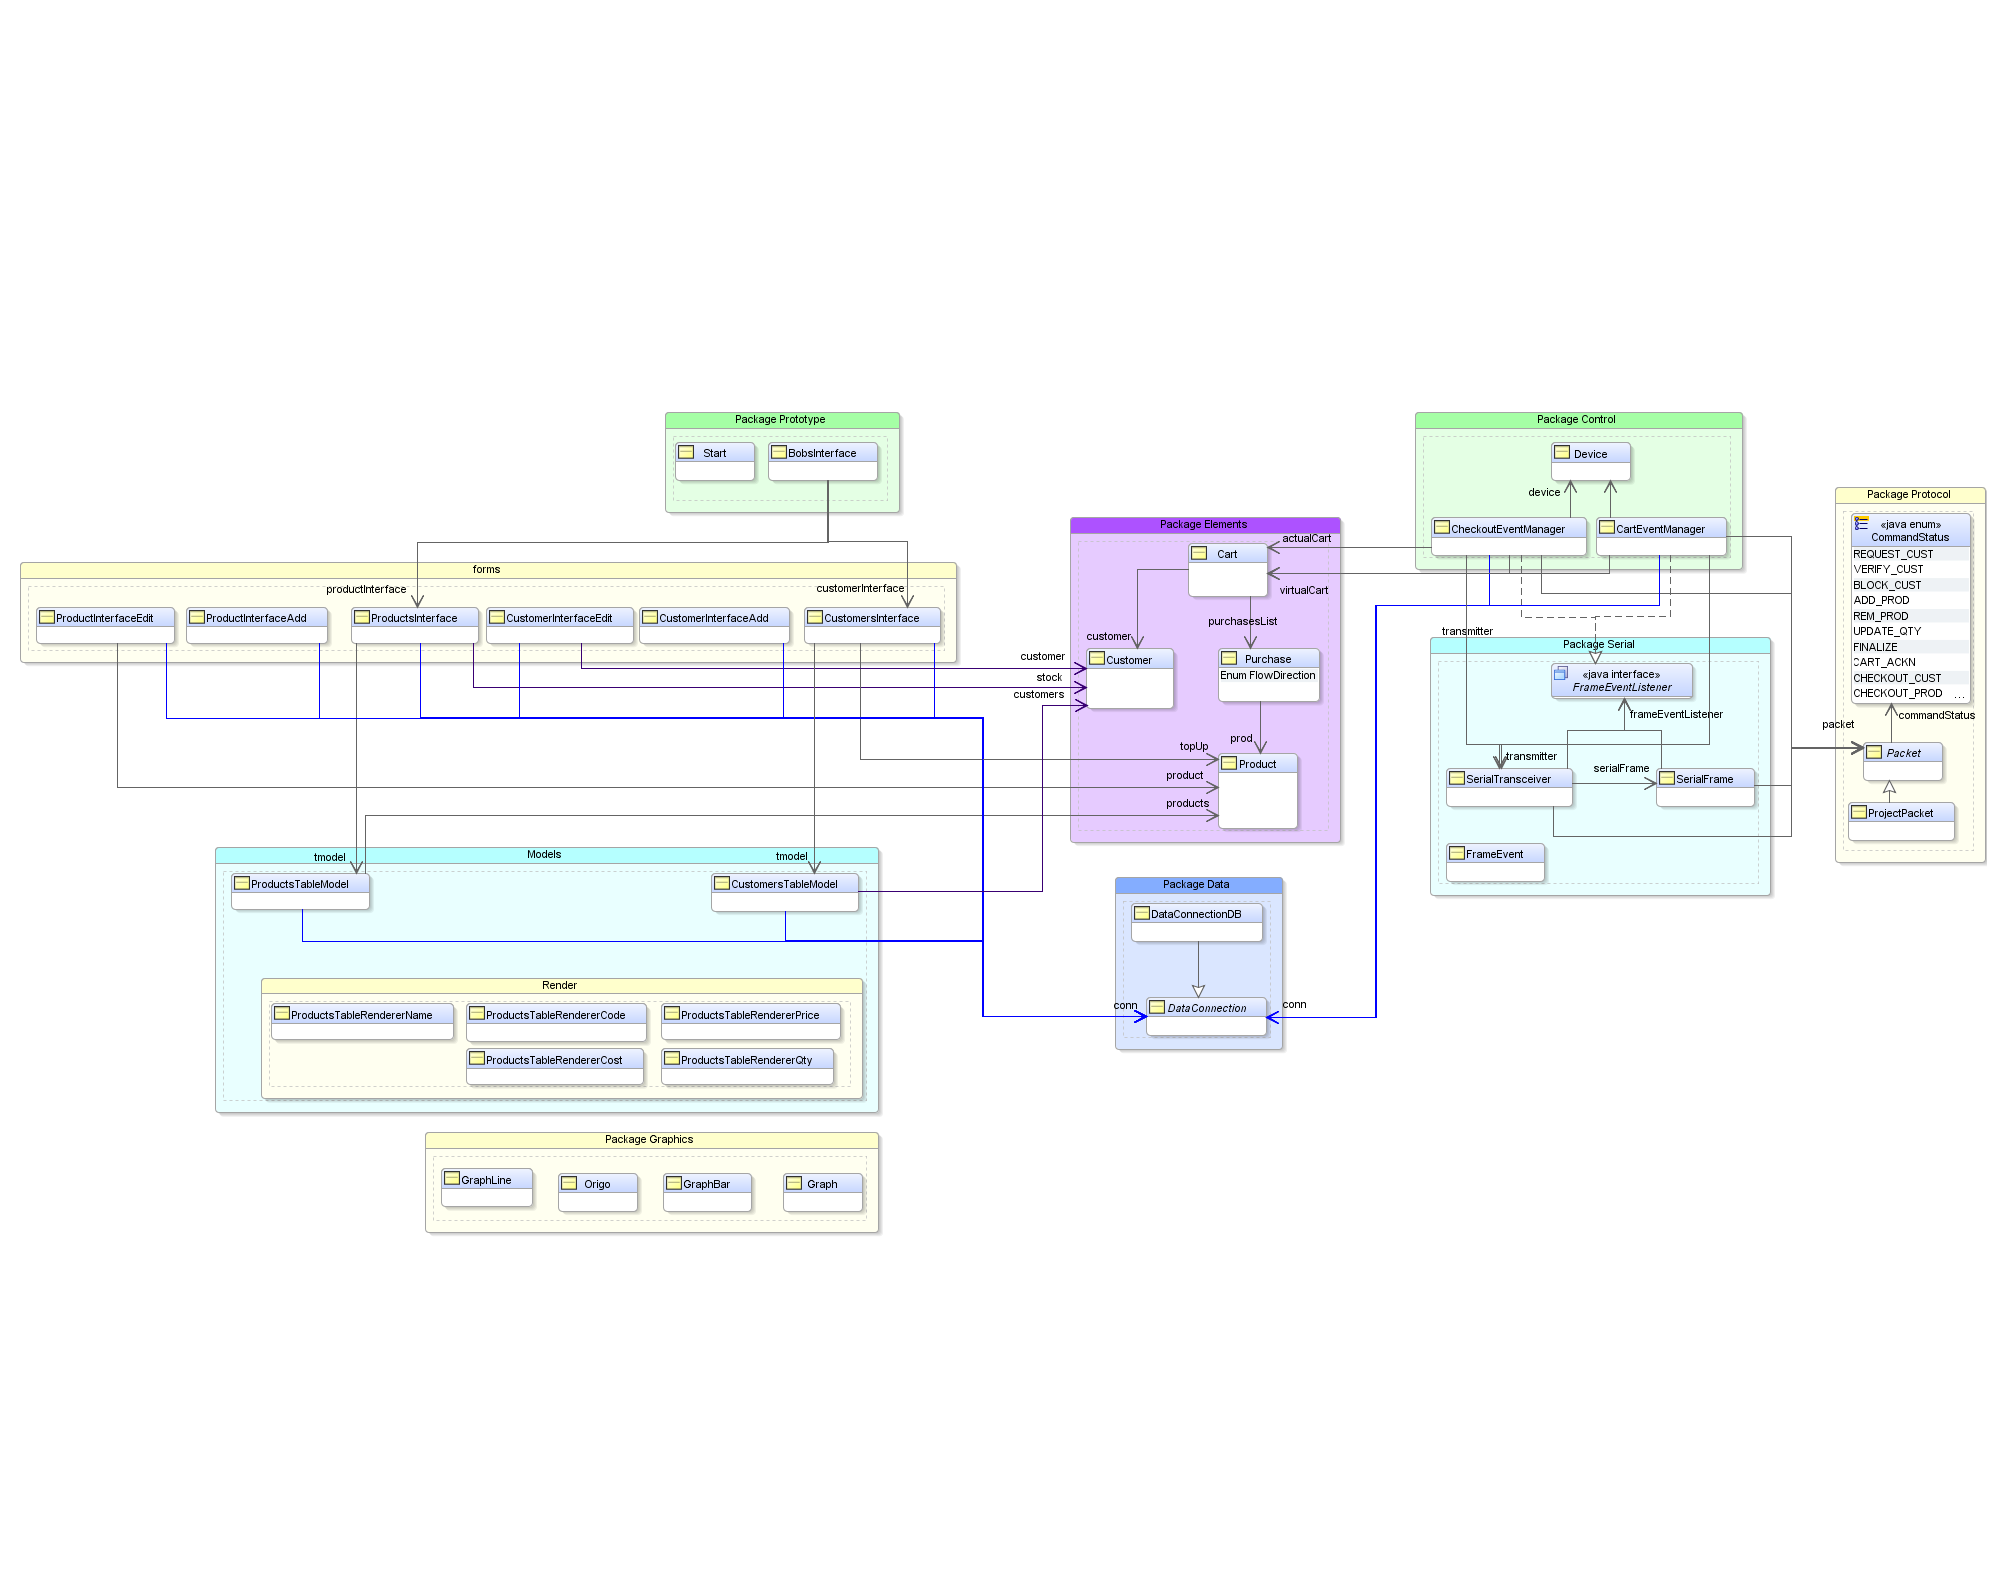 Package Prototype
Start
BobsInterface
forms
productInterface
customerInterface
ProductInterfaceEdit
ProductInterfaceAdd
ProductsInterface
CustomerInterfaceEdit
CustomerInterfaceAdd
CustomersInterface
Package Elements
Cart
actualCart
virtualCart
purchasesList
customer
Customer
Purchase
Enum FlowDirection
customer
stock
customers
prod
topUp
Product
product
products
Package Control
Device
device
CheckoutEventManager
CartEventManager
transmitter
Package Serial
«java interface»
FrameEventListener
frameEventListener
transmitter
serialFrame
SerialTransceiver
SerialFrame
FrameEvent
Package Protocol
«java enum»
CommandStatus
REQUEST_CUST
VERIFY_CUST
BLOCK_CUST
ADD_PROD
REM_PROD
UPDATE_QTY
FINALIZE
CART_ACKN
CHECKOUT_CUST
CHECKOUT_PROD ...
commandStatus
packet
Packet
ProjectPacket
Models
tmodel
tmodel
ProductsTableModel
CustomersTableModel
Render
ProductsTableRendererName
ProductsTableRendererCode
ProductsTableRendererPrice
ProductsTableRendererCost
ProductsTableRendererQty
Package Data
DataConnectionDB
conn
DataConnection
conn
Package Graphics
GraphLine
Origo
GraphBar
Graph